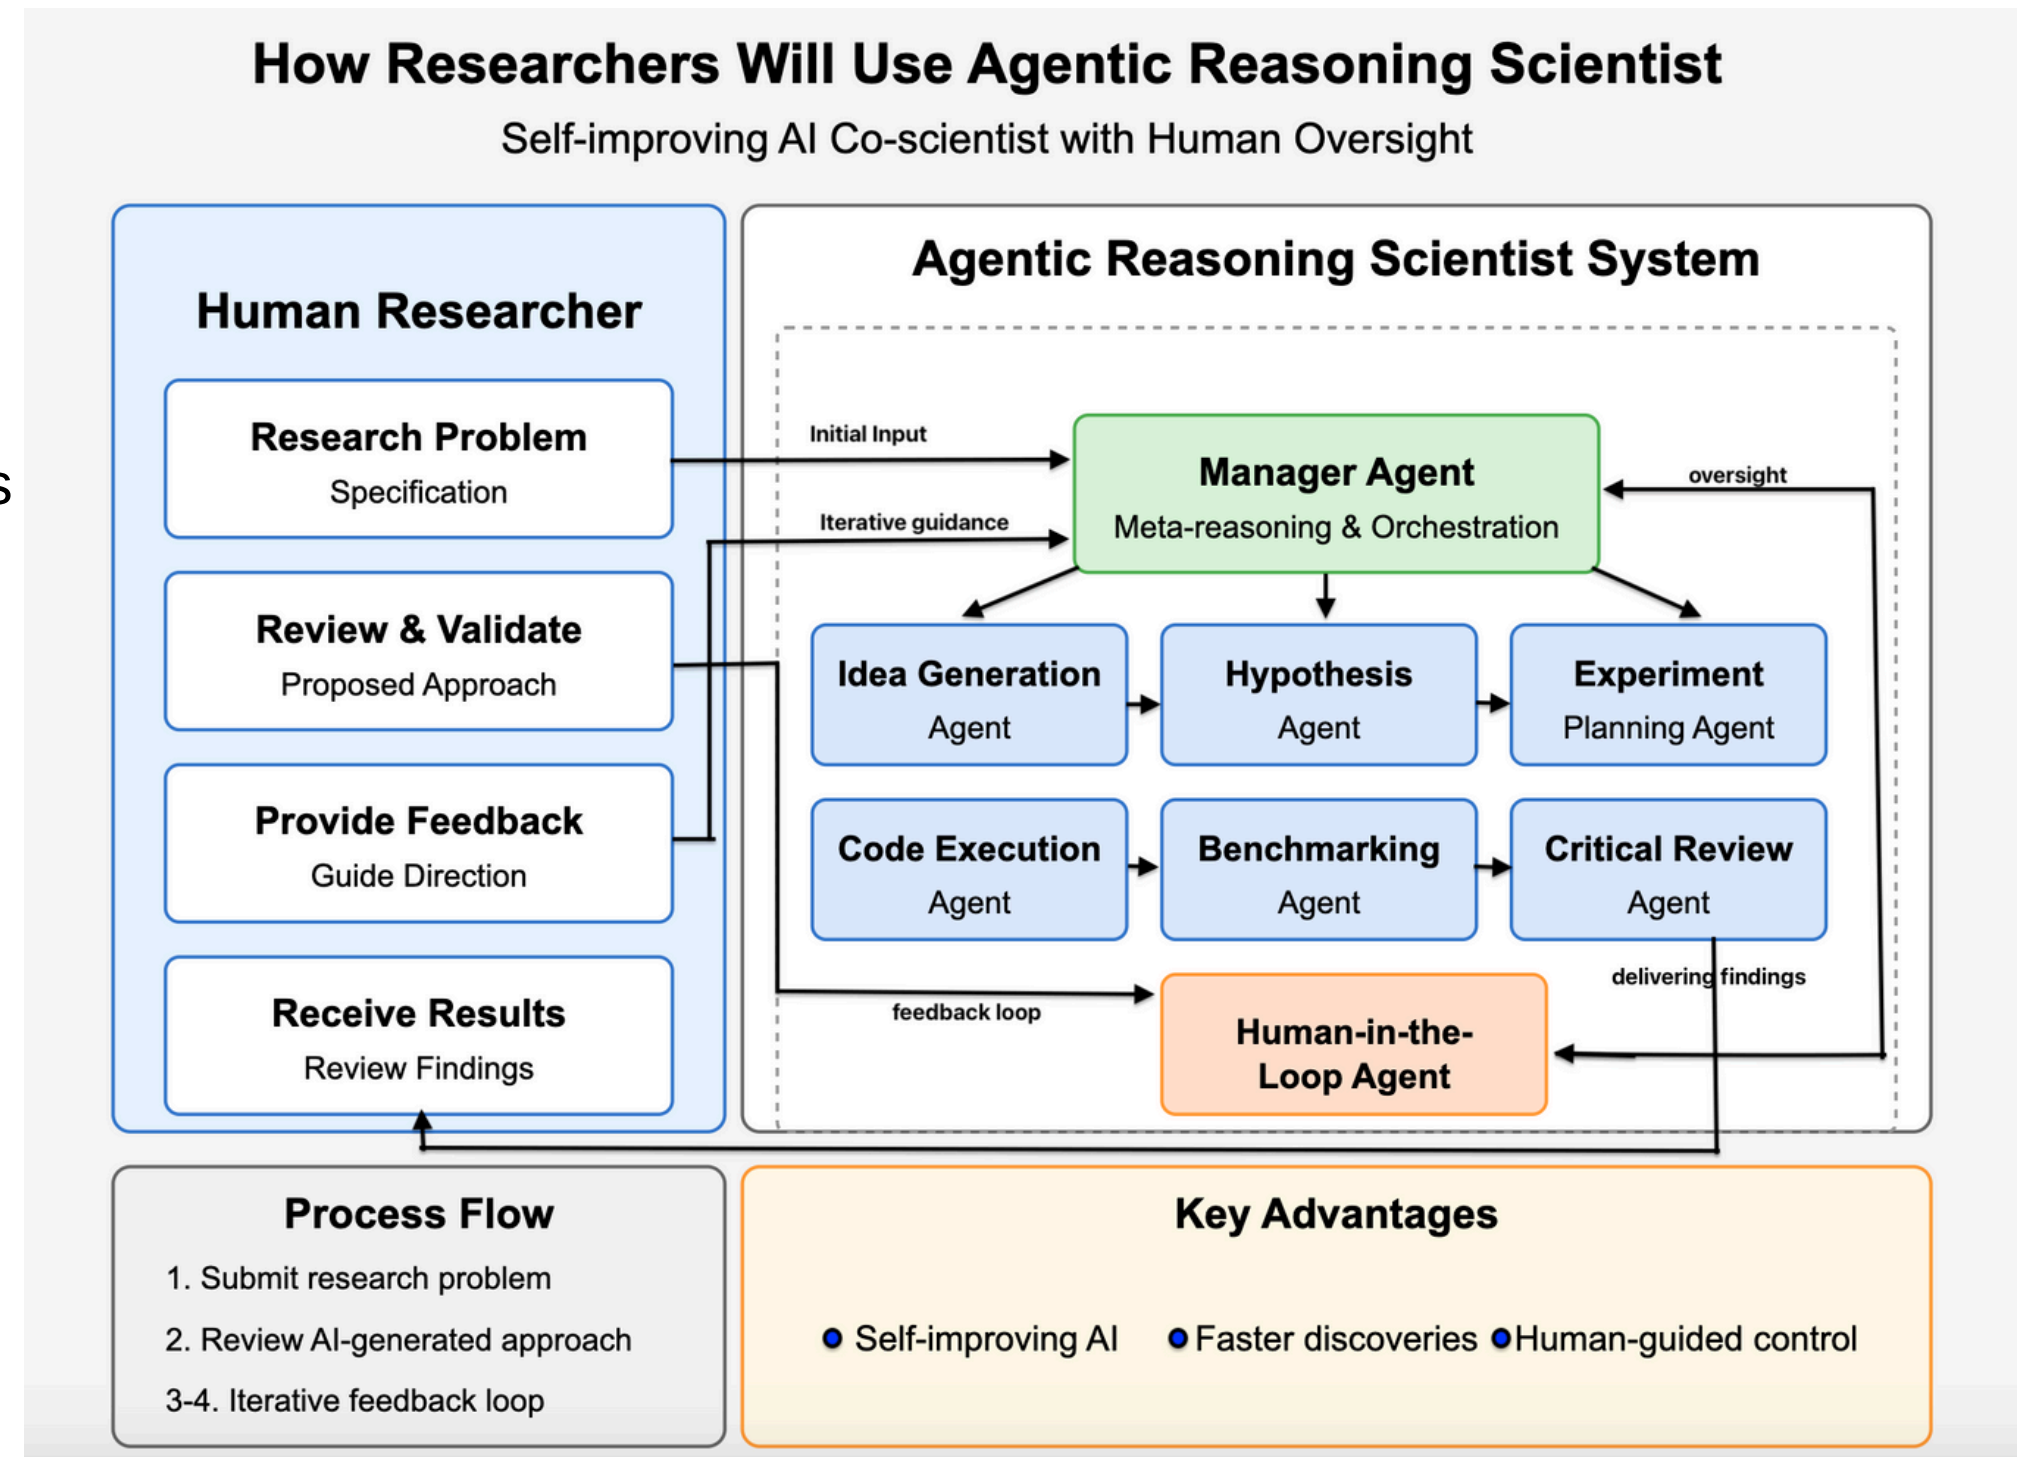 How Researchers Will Use Agentic Reasoning Scientist
Self-improving AI Co-scientist with Human Oversight
s
Human Researcher
Research Problem
Specification
Review & Validate
Proposed Approach
Provide Feedback
Guide Direction
Receive Results
Review Findings
Agentic Reasoning Scientist System
Initial Input
Iterative guidance
Manager Agent
Meta-reasoning & Orchestration
oversight
Idea Generation
Agent
Hypothesis
Agent
Experiment
Planning Agent
Code Execution
Agent
Benchmarking
Agent
Critical Review
Agent
delivering findings
feedback loop
Human-in-the-
Loop Agent
Process Flow
1. Submit research problem
2. Review AI-generated approach
3-4. Iterative feedback loop
Key Advantages
Self-improving AI
Faster discoveries
Human-guided control